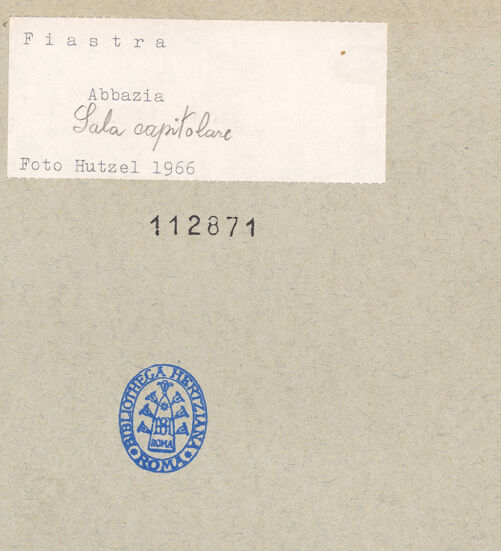 Fiastra
Abbazia
Sala capitolare
Foto Hutzel 1966
112871
BIBLIOTHECA HERTZIANA
ROMA
ROMA